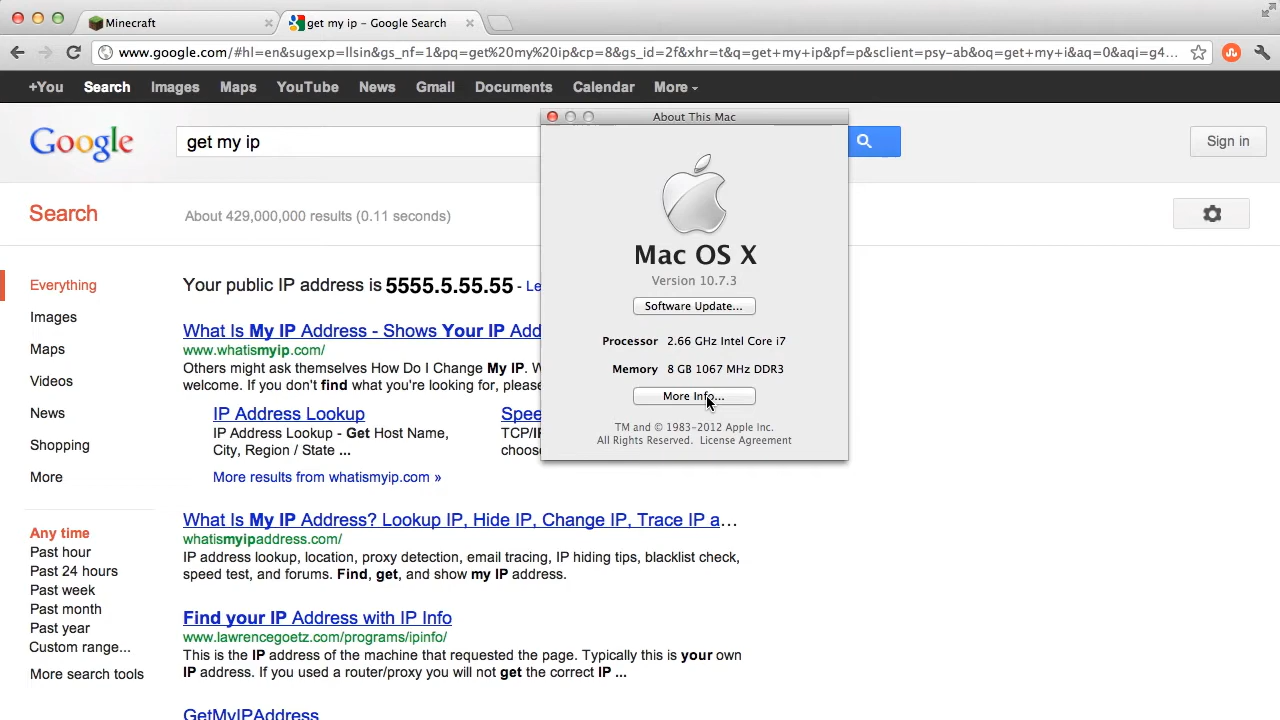 Minecraft
get my ip - Google Search
www.google.com/#hl=en&sugexp=llsin&gs_nf=1&pq=get%20my%20ip&cp=8&gs_id=2f&xhr=t&q=get+my+ip&pf=p&sclient=psy-ab&oq=get+my+i&aq=0&aqi=g4...
+You Search Images Maps YouTube News Gmail Documents Calendar More
About This Mac
Google
get my ip
Sign in
Search
About 429,000,000 results (0.11 seconds)
Mac OS X
Version 10.7.3
Software Update...
Processor 2.66 GHz Intel Core i7
Memory 8 GB 1067 MHz DDR3
More Info...
TM and © 1983-2012 Apple Inc.
All Rights Reserved. License Agreement
Everything
Images
Maps
Videos
News
Shopping
More
Any time
Past hour
Past 24 hours
Past week
Past month
Past year
Custom range...
More search tools
Your public IP address is 5555.5.55.55 - Le
What Is My IP Address - Shows Your IP Add
www.whatismyip.com/
Others might ask themselves How Do I Change My IP. W
welcome. If you don't find what you're looking for, please
IP Address Lookup
IP Address Lookup - Get Host Name,
City, Region / State ...
Spee
TCP/IP
choos
More results from whatismyip.com »
What Is My IP Address? Lookup IP, Hide IP, Change IP, Trace IP a...
whatismyipaddress.com/
IP address lookup, location, proxy detection, email tracing, IP hiding tips, blacklist check,
speed test, and forums. Find, get, and show my IP address.
Find your IP Address with IP Info
www.lawrencegoetz.com/programs/ipinfo/
This is the IP address of the machine that requested the page. Typically this is your own
IP address. If you used a router/proxy you will not get the correct IP ...
GetMyIPAddress